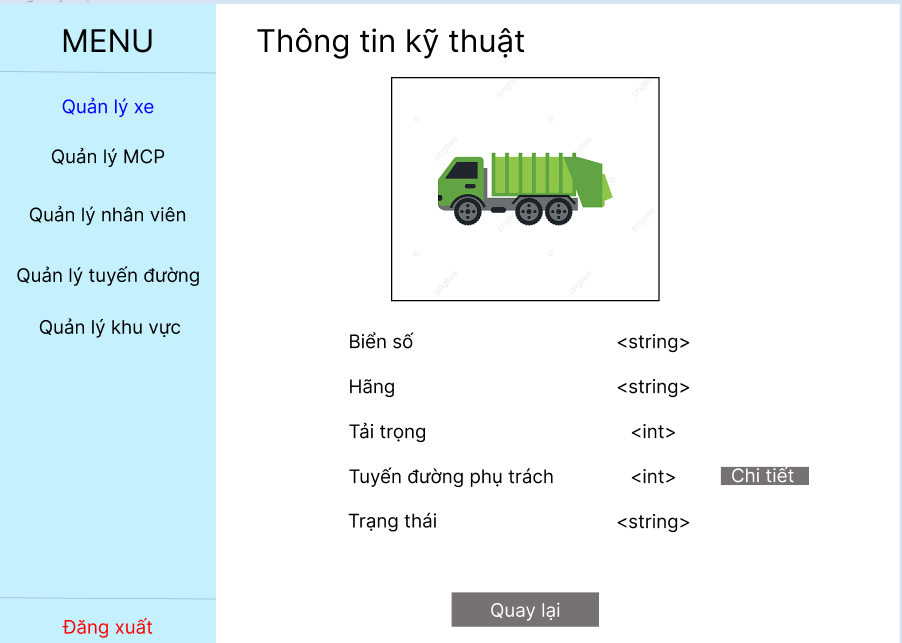 MENU
Quản lý xe
Quản lý MCP
Quản lý nhân viên
Quản lý tuyến đường
Quản lý khu vực
Đăng xuất
Thông tin kỹ thuật
Biển số <string>
Hãng <string>
Tải trọng <int>
Tuyến đường phụ trách <int> Chi tiết
Trạng thái <string>
Quay lại